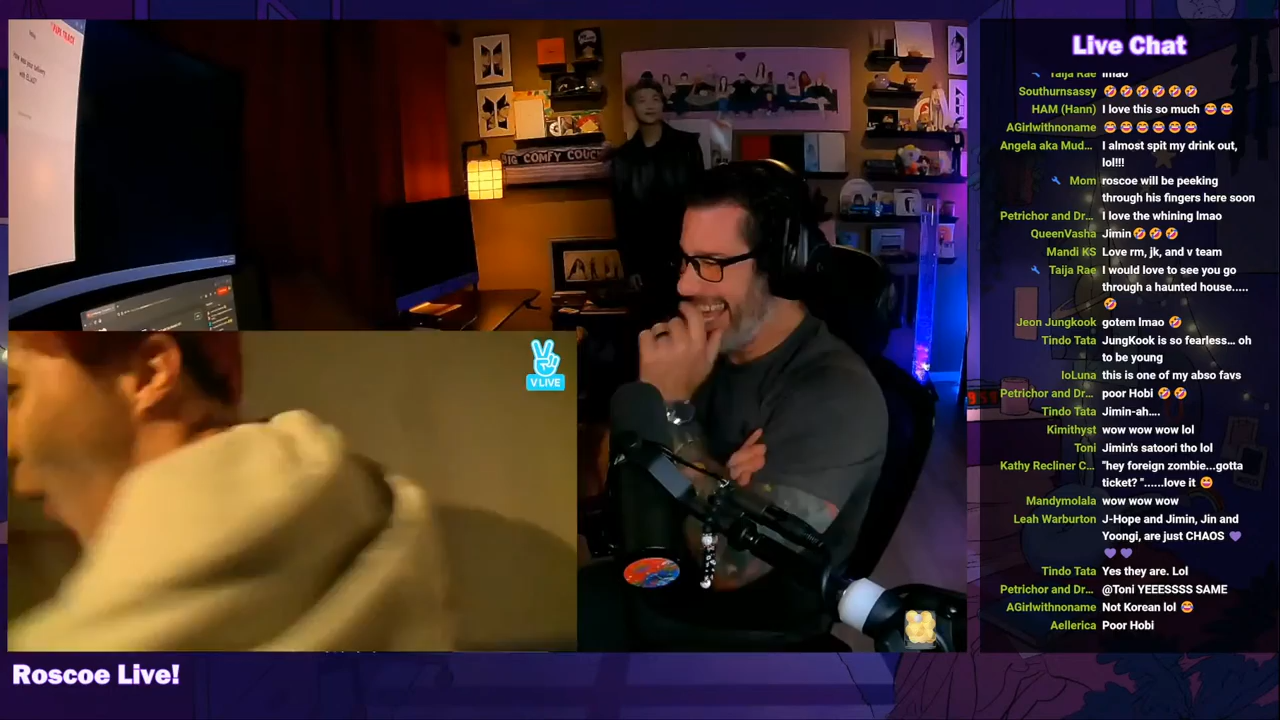 Live Chat
Taija Rae lmao
Southurnsassy 🤣🤣🤣🤣🤣🤣
HAM (Hann) I love this so much 😂😂
AGirlwithnoname 😂😂😂😂😂😂
Angela aka Mud... I almost spit my drink out,
lol!!!
Mom roscoe will be peeking
through his fingers here soon
Petrichor and Dr... I love the whining lmao
QueenVasha Jimin🤣🤣🤣
Mandi KS Love rm, jk, and v team
Taija Rae I would love to see you go
through a haunted house.....
🤣
Jeon Jungkook gotem lmao 🤣
Tindo Tata JungKook is so fearless... oh
to be young
loLuna this is one of my abso favs
Petrichor and Dr... poor Hobi 🤣🤣
Tindo Tata Jimin-ah....
Kimithyst wow wow wow lol
Toni Jimin's satoori tho lol
Kathy Recliner C... "hey foreign zombie...gotta
ticket? "......love it 😄
Mandymolala wow wow wow
Leah Warburton J-Hope and Jimin, Jin and
Yoongi, are just CHAOS 💜
💜💜
Tindo Tata Yes they are. Lol
Petrichor and Dr... @Toni YEEESSSS SAME
AGirlwithnoname Not Korean lol 😂
Aellerica Poor Hobi
BIG COMFY COUCH
V LIVE
Roscoe Live!